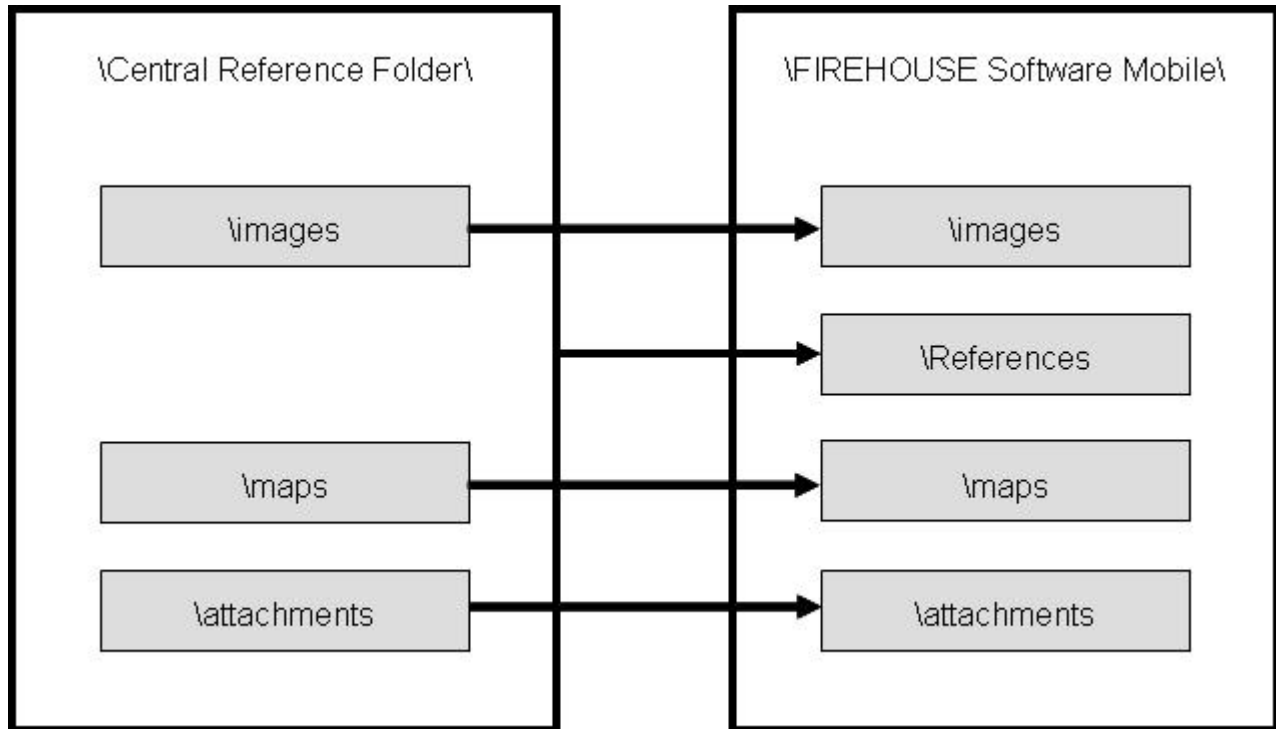 \Central Reference Folder\
\FIREHOUSE Software Mobile\
\images
\images
\References
\maps
\maps
\attachments
\attachments